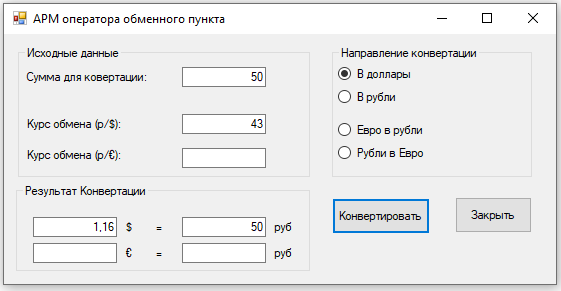 АРМ оператора обменного пункта
Исходные данные
Сумма для ковертации: 50
Курс обмена (р/$): 43
Курс обмена (р/€):
Направление конвертации
В доллары
В рубли
Евро в рубли
Рубли в Евро
Результат Конвертации
1,16 $ = 50 руб
€ = руб
Конвертировать
Закрыть